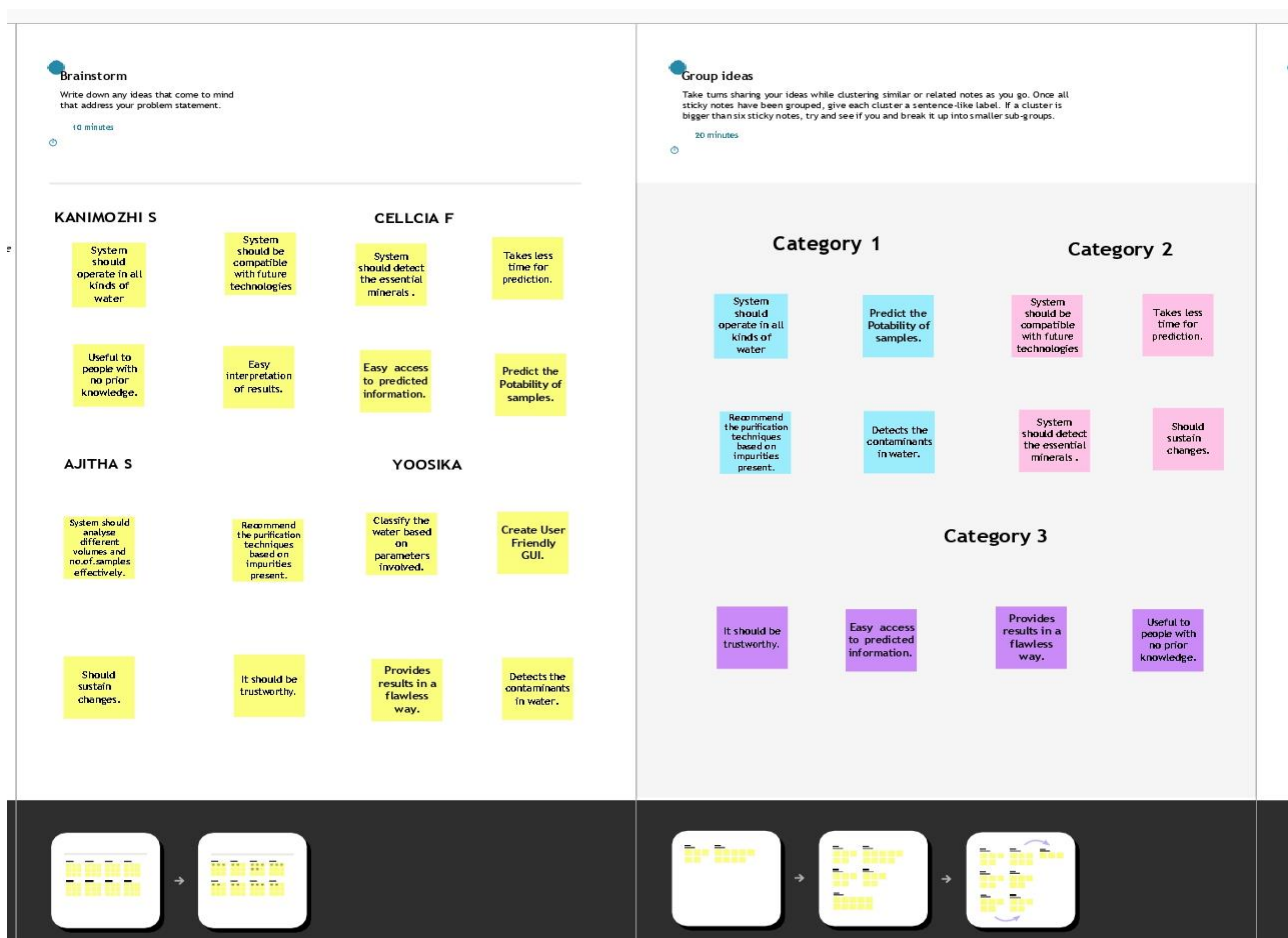 Brainstorm
Write down any ideas that come to mind
that address your problem statement.
10 minutes
KANIMOZHI S
CELLCIA F
System
should
operate in all
kinds of
water
System
should be
compatible
with future
technologies
System
should detect
the essential
minerals .
Takes less
time for
prediction.
Useful to
people with
no prior
knowledge.
Easy
interpretation
of results.
Easy access
to predicted
information.
Predict the
Potability of
samples.
AJITHA S
YOOSIKA
System should
analyse
different
volumes and
no.of.samples
effectively.
Recommend
the purification
techniques
based on
impurities
present.
Classify the
water based
on
parameters
involved.
Create User
Friendly
GUI.
Should
sustain
changes.
It should be
trustworthy.
Provides
results in a
flawless
way.
Detects the
contaminants
in water.
Group ideas
Take turns sharing your ideas while clustering similar or related notes as you go. Once all
sticky notes have been grouped, give each cluster a sentence-like label. If a cluster is
bigger than six sticky notes, try and see if you and break it up into smaller sub-groups.
20 minutes
Category 1
Category 2
System
should
operate in all
kinds of
water
Predict the
Potability of
samples.
System
should be
compatible
with future
technologies
Takes less
time for
prediction.
Recommend
the purification
techniques
based on
impurities
present.
Detects the
contaminants
in water.
System
should detect
the essential
minerals .
Should
sustain
changes.
Category 3
It should be
trustworthy.
Easy access
to predicted
information.
Provides
results in a
flawless
way.
Useful to
people with
no prior
knowledge.